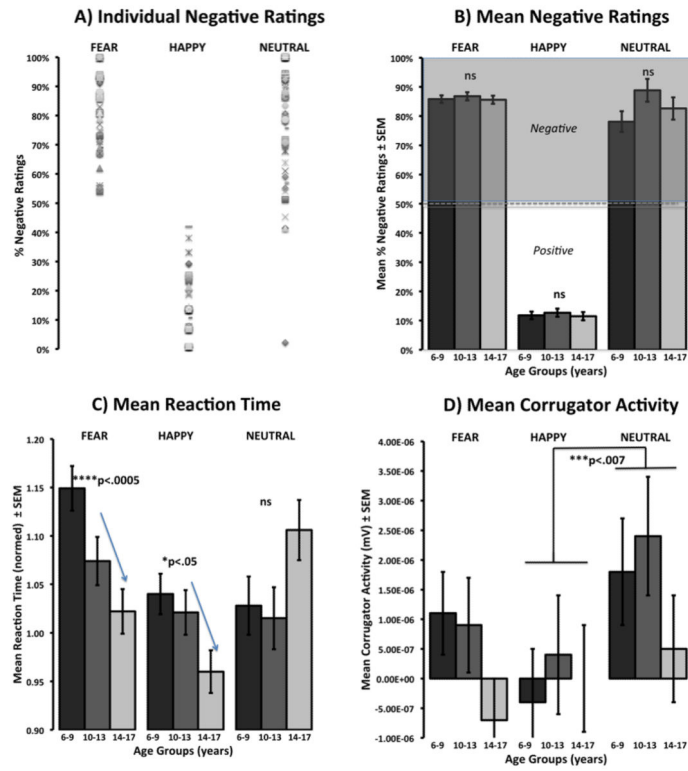 A) Individual Negative Ratings
FEAR HAPPY NEUTRAL
% Negative Ratings
100%
90%
80%
70%
60%
50%
40%
30%
20%
10%
0%
B) Mean Negative Ratings
FEAR HAPPY NEUTRAL
Mean % Negative Ratings ± SEM
100%
90%
80%
70%
60%
50%
40%
30%
20%
10%
0%
ns
ns
Negative
Positive
ns
6-9 10-13 14-17 6-9 10-13 14-17 6-9 10-13 14-17
Age Groups (years)
C) Mean Reaction Time
FEAR HAPPY NEUTRAL
Mean Reaction Time (normed) ± SEM
1.20
1.15
1.10
1.05
1.00
0.95
0.90
****p<.0005
*p<.05
ns
6-9 10-13 14-17 6-9 10-13 14-17 6-9 10-13 14-17
Age Groups (years)
D) Mean Corrugator Activity
FEAR HAPPY NEUTRAL
Mean Corrugator Activity (mV) ± SEM
4.00E-06
3.50E-06
3.00E-06
2.50E-06
2.00E-06
1.50E-06
1.00E-06
5.00E-07
0.00E+00
-5.00E-07
-1.00E-06
***p<.007
6-9 10-13 14-17 6-9 10-13 14-17 6-9 10-13 14-17
Age Groups (years)